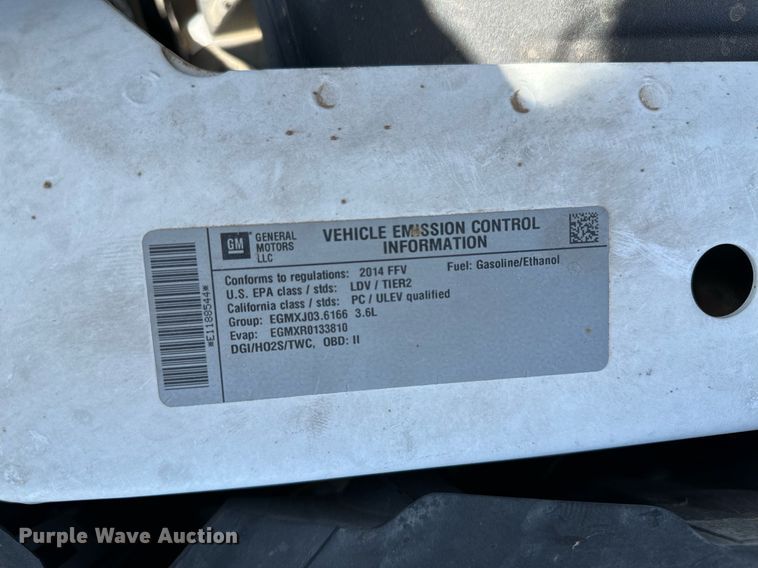 GM
GENERAL
MOTORS
LLC
VEHICLE EMISSION CONTROL
INFORMATION
Conforms to regulations: 2014 FFV Fuel: Gasoline/Ethanol
U.S. EPA class / stds: LDV / TIER2
California class / stds: PC / ULEV qualified
Group: EGMXJ03.6166 3.6L
Evap: EGMXR0133810
DGI/HO2S/TWC, OBD: II
*E1188544*
Purple Wave Auction